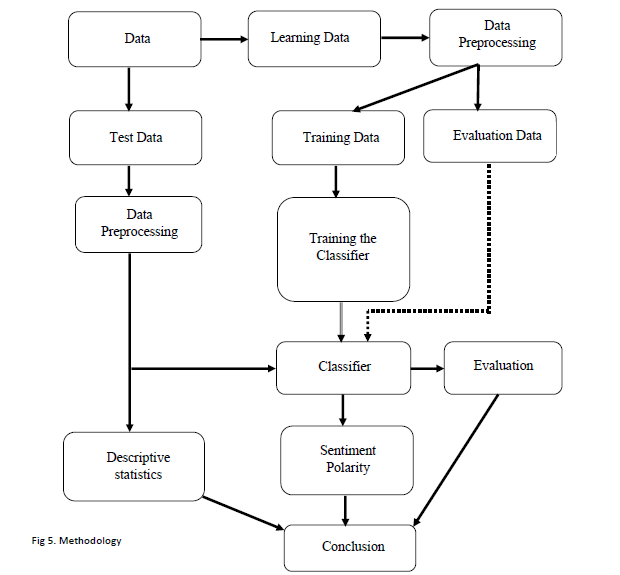 Data
Learning Data
Data
Preprocessing
Test Data
Training Data
Evaluation Data
Data
Preprocessing
Training the
Classifier
Classifier
Evaluation
Descriptive
statistics
Sentiment
Polarity
Conclusion
Fig 5. Methodology